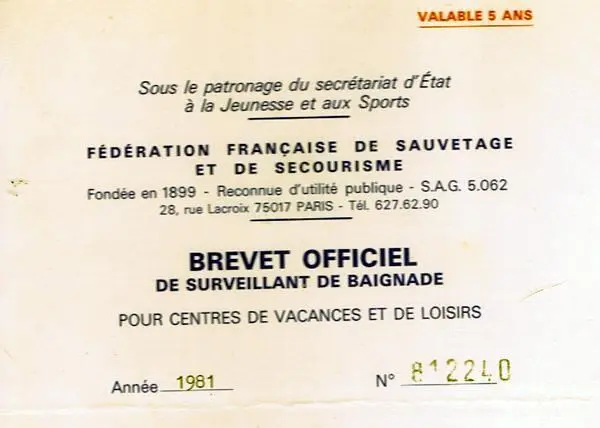 VALABLE 5 ANS
Sous le patronage du secrétariat d'État
à la Jeunesse et aux Sports
FÉDÉRATION FRANÇAISE DE SAUVETAGE
ET DE SECOURISME
Fondée en 1899 - Reconnue d'utilité publique - S.A.G. 5.062
28, rue Lacroix 75017 PARIS - Tél. 627.62.90
BREVET OFFICIEL
DE SURVEILLANT DE BAIGNADE
POUR CENTRES DE VACANCES ET DE LOISIRS
Année 1981 N° 812240